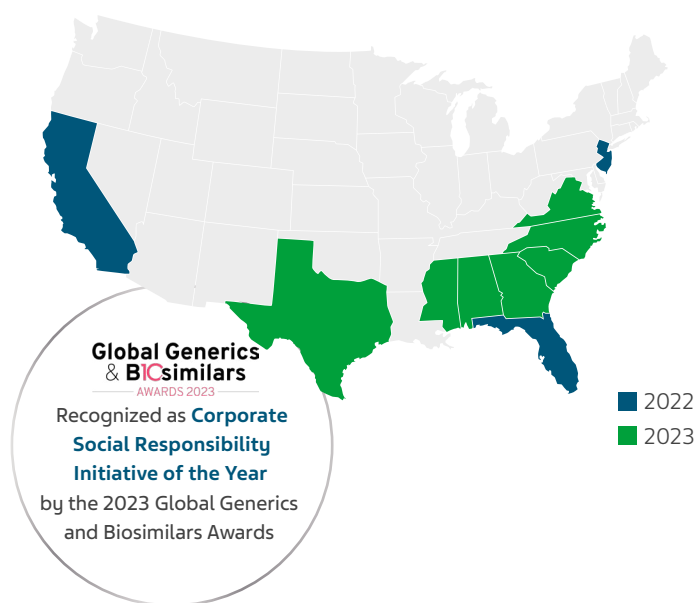 Global Generics
& B1Osimilars
AWARDS 2023
Recognized as Corporate
Social Responsibility
Initiative of the Year
by the 2023 Global Generics
and Biosimilars Awards
2022
2023